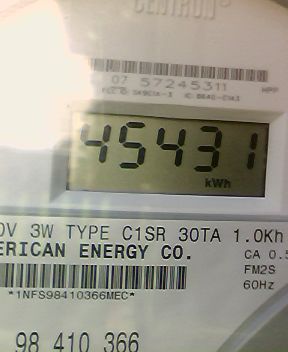 CENTRON®
07 57245311 HPP
45431
kWh
0V 3W TYPE C1SR 30TA 1.0Kh
ERICAN ENERGY CO.
CA 0.5
FM2S
*1NFS98410366MEC*
60Hz
98 410 366